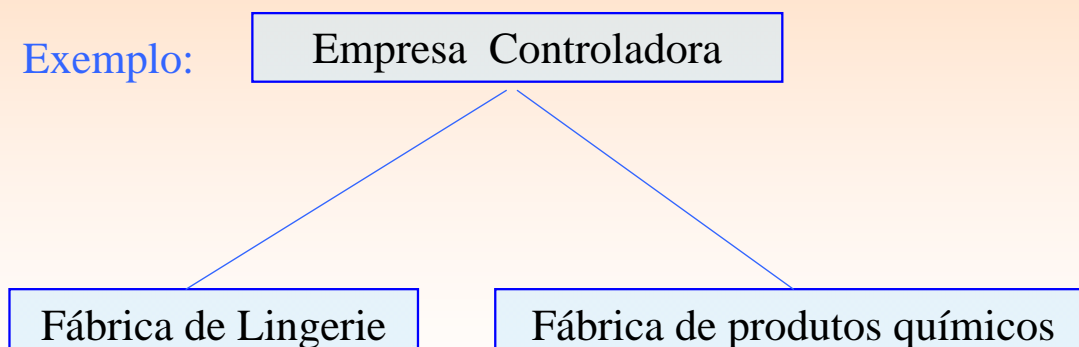 Exemplo:
Empresa Controladora
Fábrica de Lingerie
Fábrica de produtos químicos